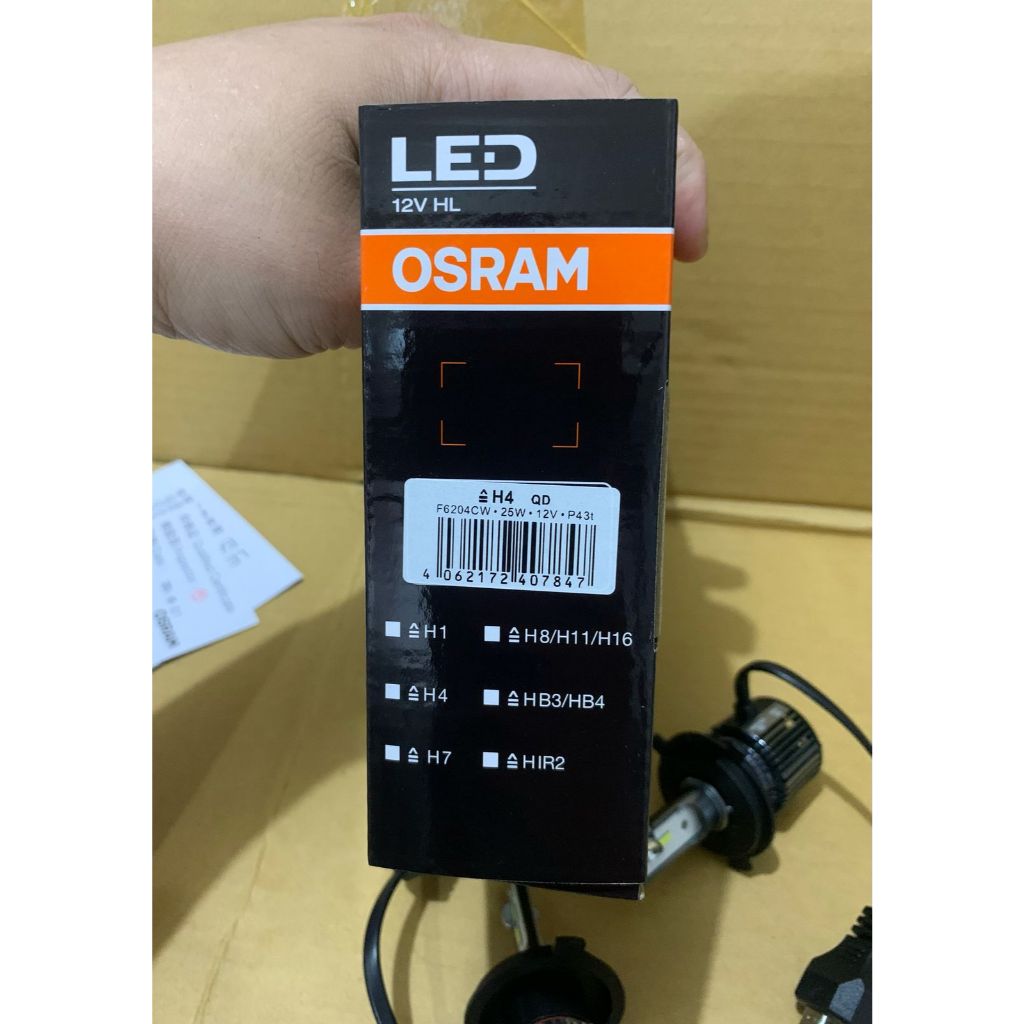 LED
12V HL
OSRAM
≙H4 QD
F6204CW • 25W • 12V • P43t
4 062172 407847
≙H1
≙H8/H11/H16
≙H4
≙HB3/HB4
≙H7
≙HIR2
OSRAM